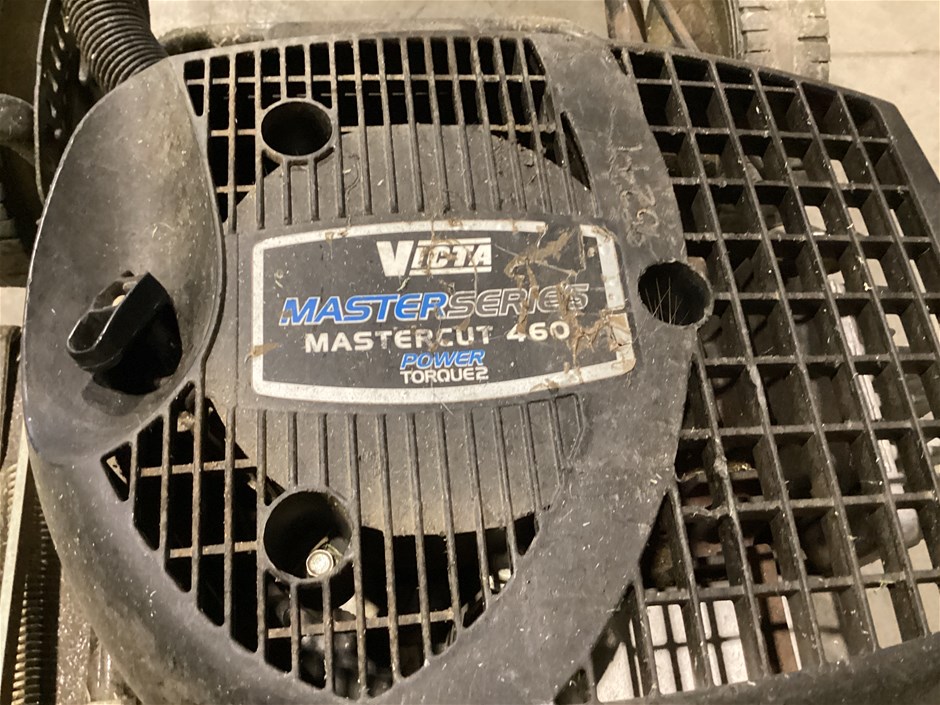 VICTA
MASTERSERIES
MASTERCUT 460
POWER
TORQUE2